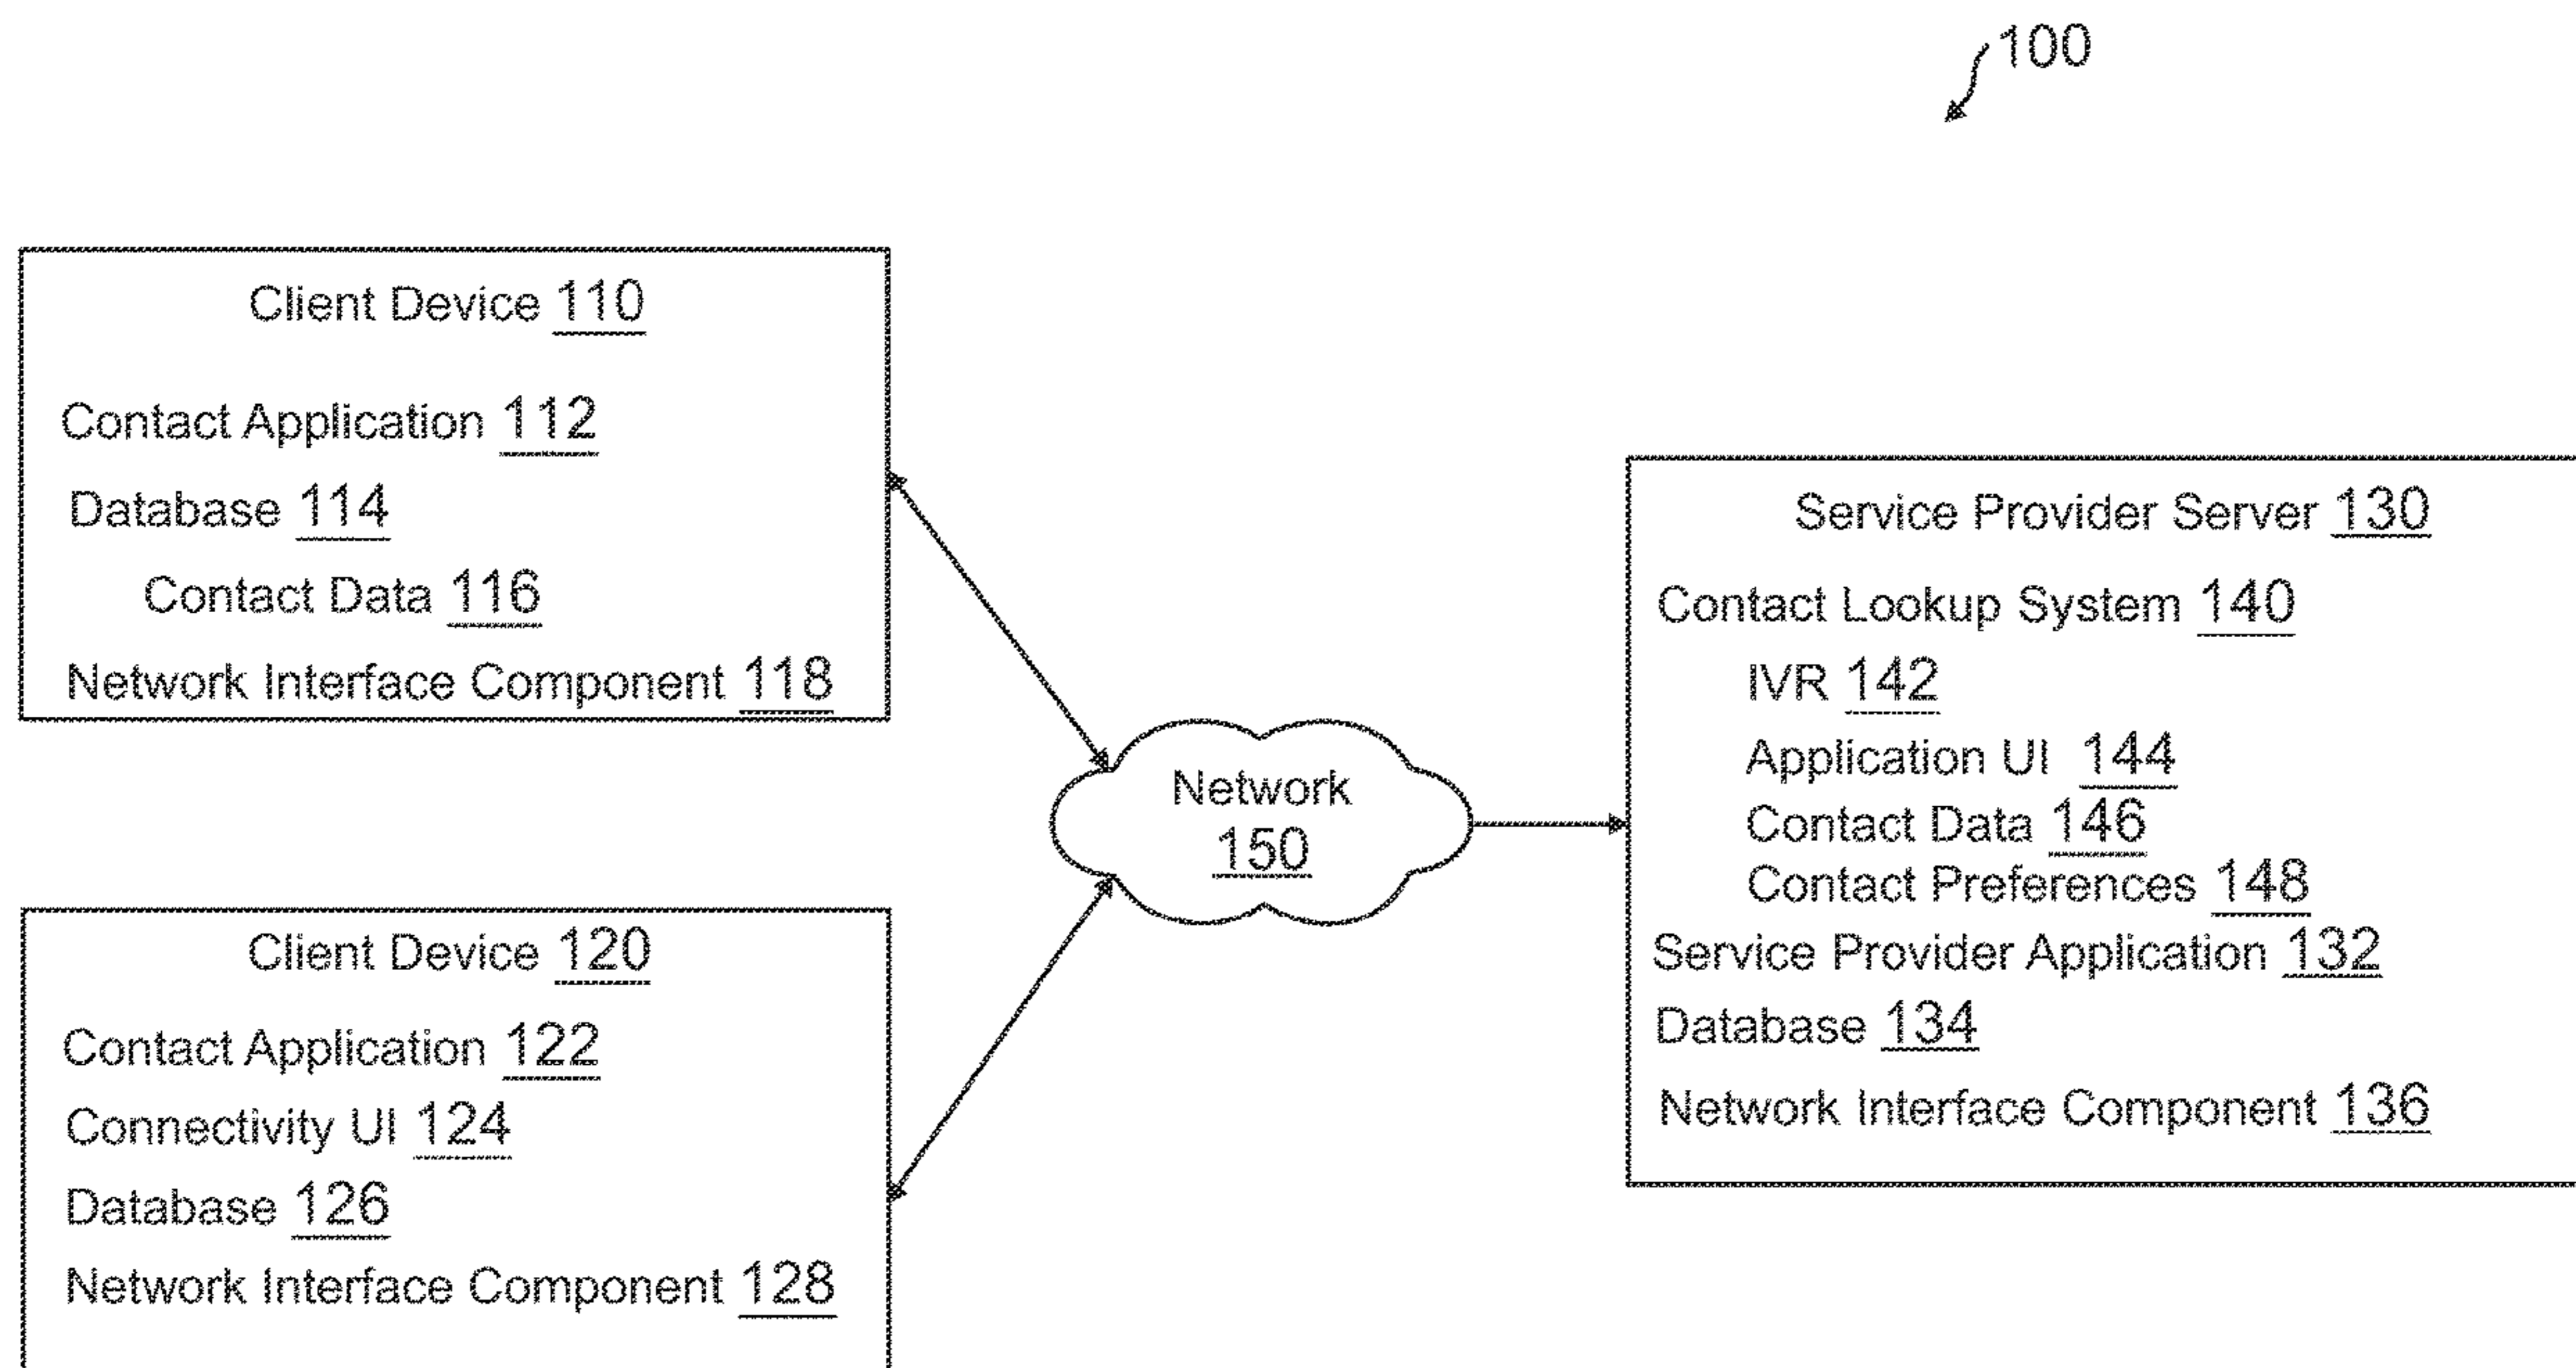 100
Client Device 110
Contact Application 112
Database 114
Contact Data 116
Network Interface Component 118
Client Device 120
Contact Application 122
Connectivity UI 124
Database 126
Network Interface Component 128
Network
150
Service Provider Server 130
Contact Lookup System 140
IVR 142
Application UI 144
Contact Data 146
Contact Preferences 148
Service Provider Application 132
Database 134
Network Interface Component 136